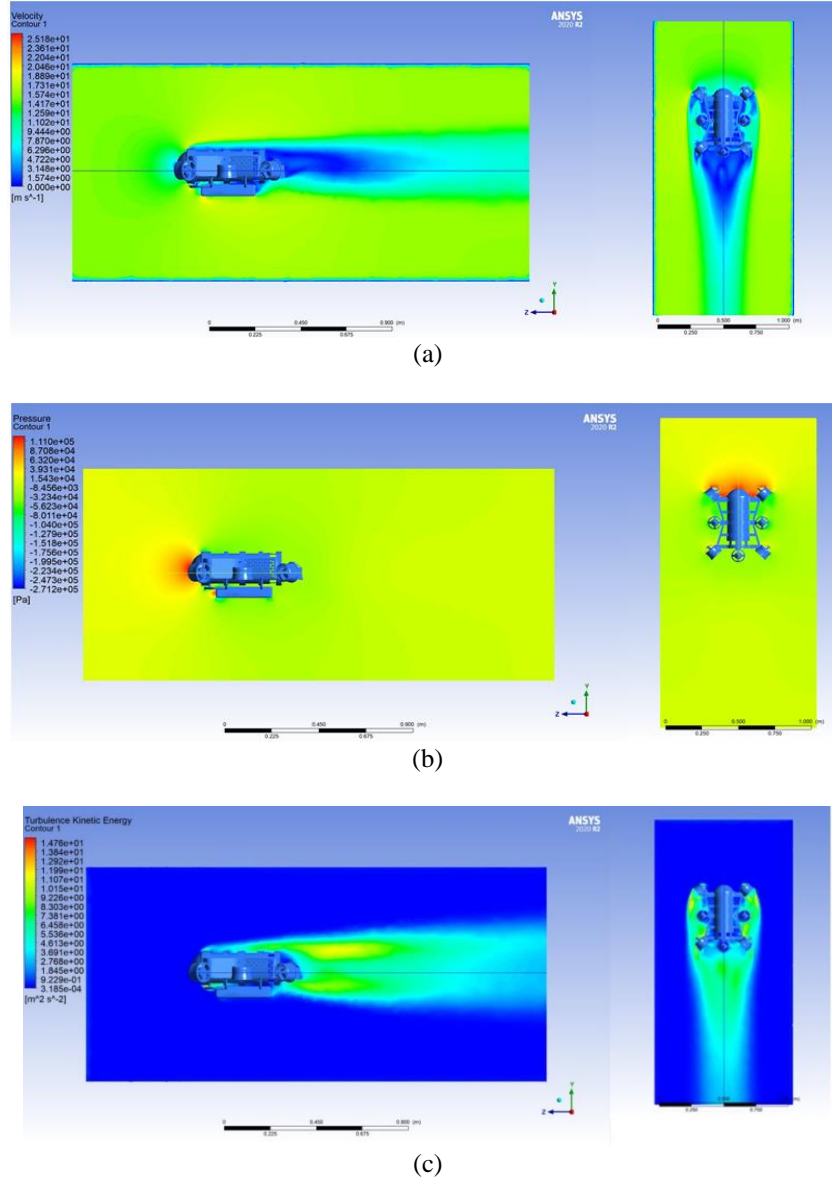 Velocity
Contour 1
2.518e+01
2.361e+01
2.204e+01
2.046e+01
1.889e+01
1.731e+01
1.574e+01
1.417e+01
1.259e+01
1.102e+01
9.444e+00
7.870e+00
6.296e+00
4.722e+00
3.148e+00
1.574e+00
0.000e+00
[m s^-1]
ANSYS
2020 R2
Y
Z
0 0.450 0.900 (m)
0.225 0.675
0 0.500 1.000 (m)
0.250 0.750
(a)
Pressure
Contour 1
1.110e+05
8.708e+04
6.320e+04
3.931e+04
1.543e+04
-8.456e+03
-3.234e+04
-5.623e+04
-8.011e+04
-1.040e+05
-1.279e+05
-1.518e+05
-1.756e+05
-1.995e+05
-2.234e+05
-2.473e+05
-2.712e+05
[Pa]
ANSYS
2020 R2
Y
Z
0 0.450 0.900 (m)
0.225 0.675
0 0.500 1.000 (m)
0.250 0.750
(b)
Turbulence Kinetic Energy
Contour 1
1.476e+01
1.384e+01
1.292e+01
1.199e+01
1.107e+01
1.015e+01
9.226e+00
8.303e+00
7.381e+00
6.458e+00
5.536e+00
4.613e+00
3.691e+00
2.768e+00
1.845e+00
9.229e-01
3.185e-04
[m^2 s^-2]
ANSYS
2020 R2
Y
Z
0 0.450 0.900 (m)
0.225 0.675
0.250 0.750
(c)